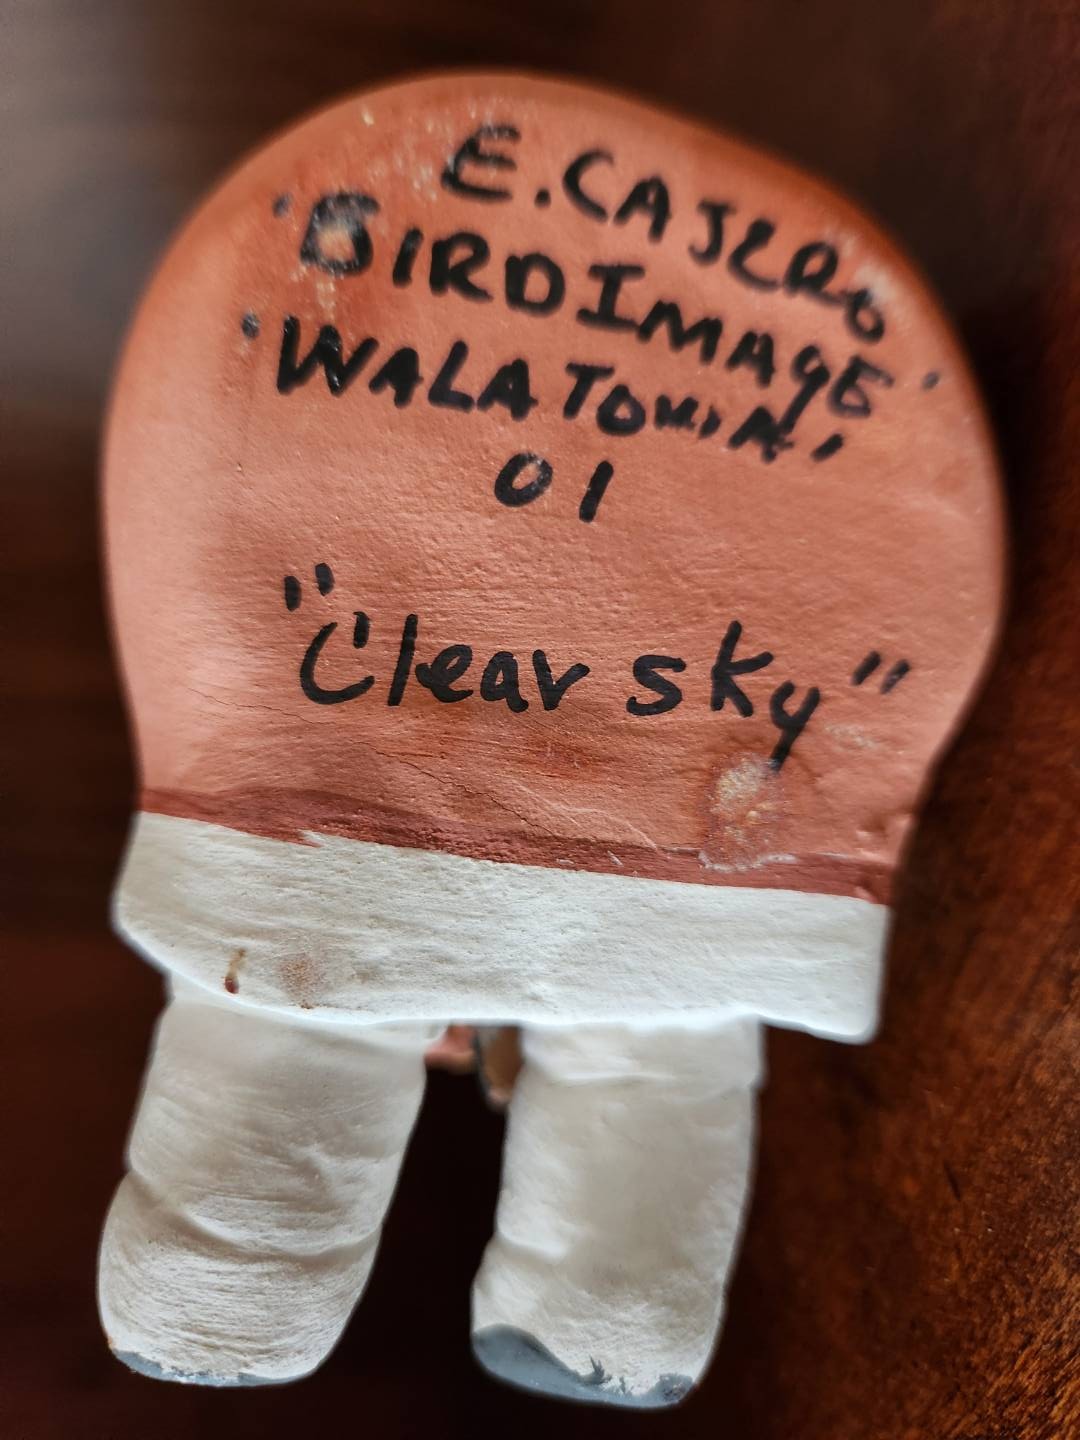 E. CAJERO
'BIRDIMAGE'
'WALATOWA'
01
"Clear sky"